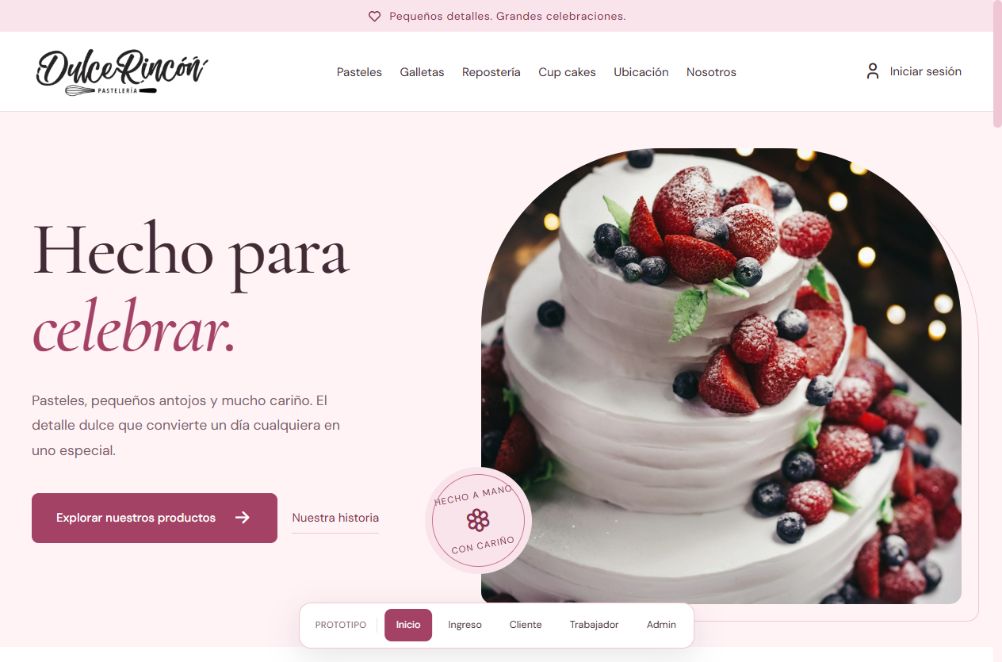 Pequeños detalles. Grandes celebraciones.
DulceRincón
PASTELERÍA
Pasteles
Galletas
Repostería
Cup cakes
Ubicación
Nosotros
Iniciar sesión
Hecho para
celebrar.
Pasteles, pequeños antojos y mucho cariño. El
detalle dulce que convierte un día cualquiera en
uno especial.
Explorar nuestros productos
Nuestra historia
HECHO A MANO
CON CARIÑO
PROTOTIPO
Inicio
Ingreso
Cliente
Trabajador
Admin